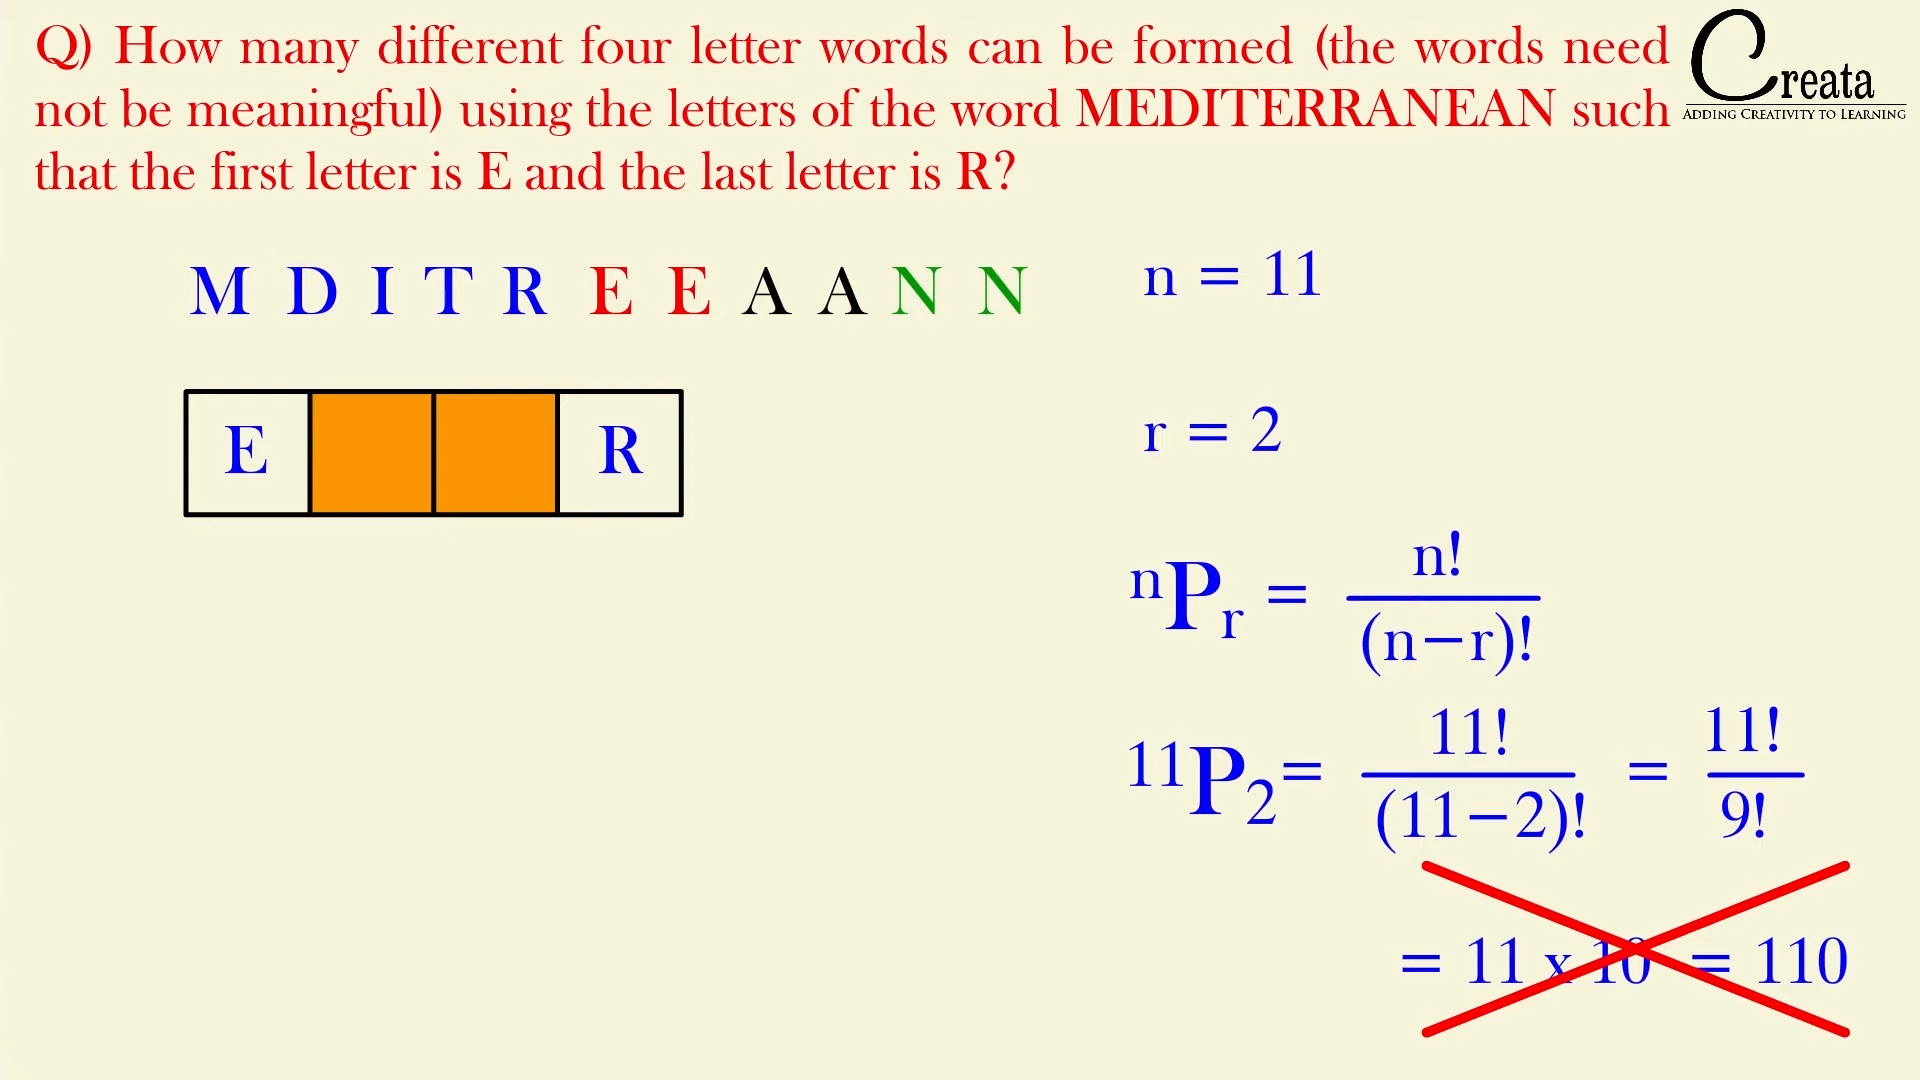 Q) How many different four letter words can be formed (the words need
not be meaningful) using the letters of the word MEDITERRANEAN such
that the first letter is E and the last letter is R?
Creata
ADDING CREATIVITY TO LEARNING
M D I T R E E A A N N
n = 11
E R
r = 2
ⁿPᵣ = n! / (n−r)!
¹¹P₂ = 11! / (11−2)! = 11! / 9!
= 11 x 10 = 110